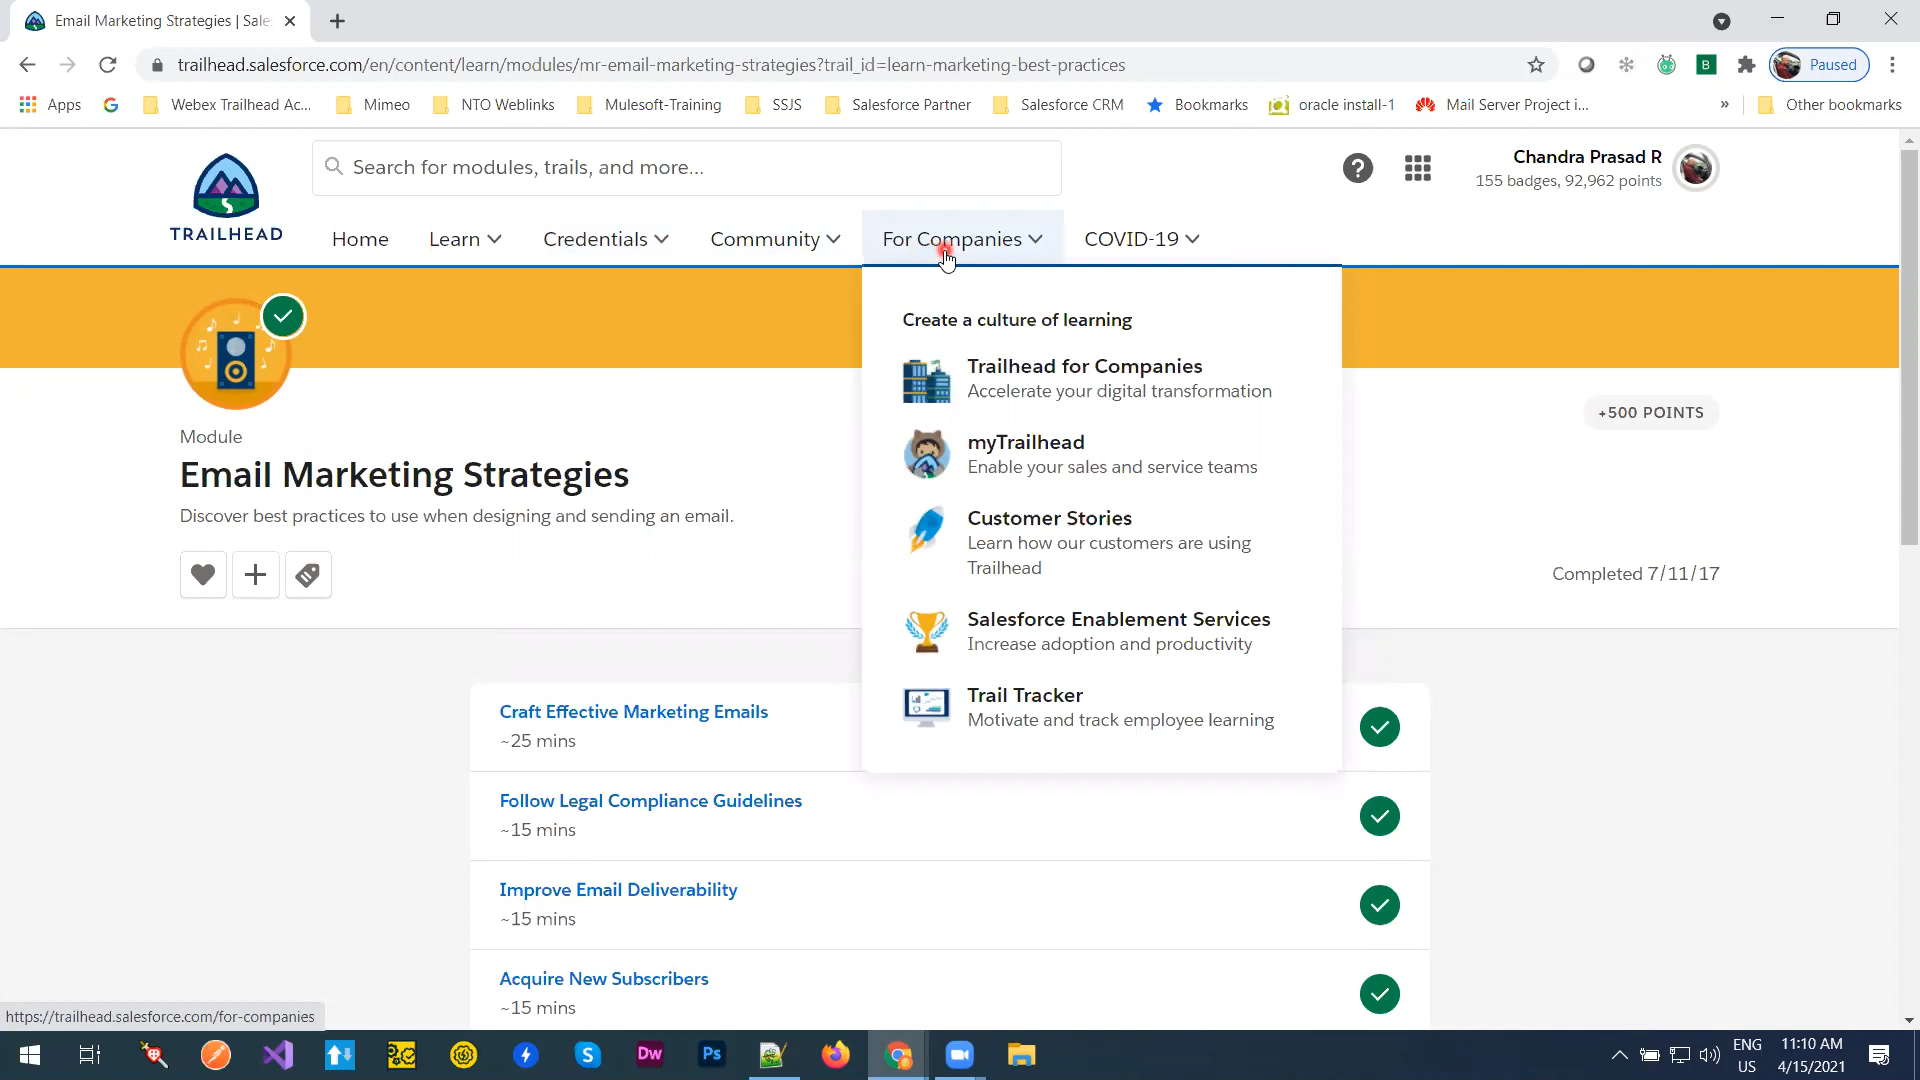 Email Marketing Strategies | Sale
trailhead.salesforce.com/en/content/learn/modules/mr-email-marketing-strategies?trail_id=learn-marketing-best-practices
B
Paused
Apps
Webex Trailhead Ac...
Mimeo
NTO Weblinks
Mulesoft-Training
SSJS
Salesforce Partner
Salesforce CRM
Bookmarks
oracle install-1
Mail Server Project i...
»
Other bookmarks
TRAILHEAD
Search for modules, trails, and more...
Chandra Prasad R
155 badges, 92,962 points
Home
Learn
Credentials
Community
For Companies
COVID-19
Create a culture of learning
Trailhead for Companies
Accelerate your digital transformation
myTrailhead
Enable your sales and service teams
Customer Stories
Learn how our customers are using
Trailhead
Salesforce Enablement Services
Increase adoption and productivity
Trail Tracker
Motivate and track employee learning
+500 POINTS
Module
Email Marketing Strategies
Discover best practices to use when designing and sending an email.
Completed 7/11/17
Craft Effective Marketing Emails
~25 mins
Follow Legal Compliance Guidelines
~15 mins
Improve Email Deliverability
~15 mins
Acquire New Subscribers
~15 mins
https://trailhead.salesforce.com/for-companies
Dw
Ps
ENG
US
11:10 AM
4/15/2021